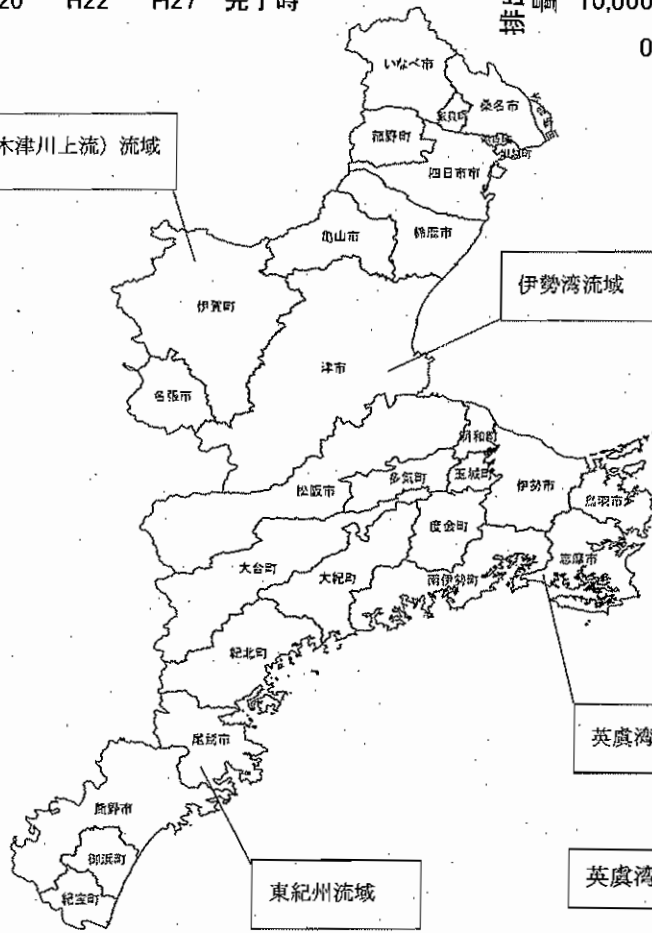 H22 H27 完了時
10,000
0
いなべ市
桑名市
東員町
菰野町
四日市市
木津川上流）流域
亀山市
鈴鹿市
伊勢湾流域
伊賀町
津市
名張市
明和町
松阪市
多気町
玉城町
伊勢市
鳥羽市
度会町
志摩市
大台町
大紀町
南伊勢町
紀北町
英虞湾
尾鷲市
熊野市
御浜町
英虞湾
紀宝町
東紀州流域